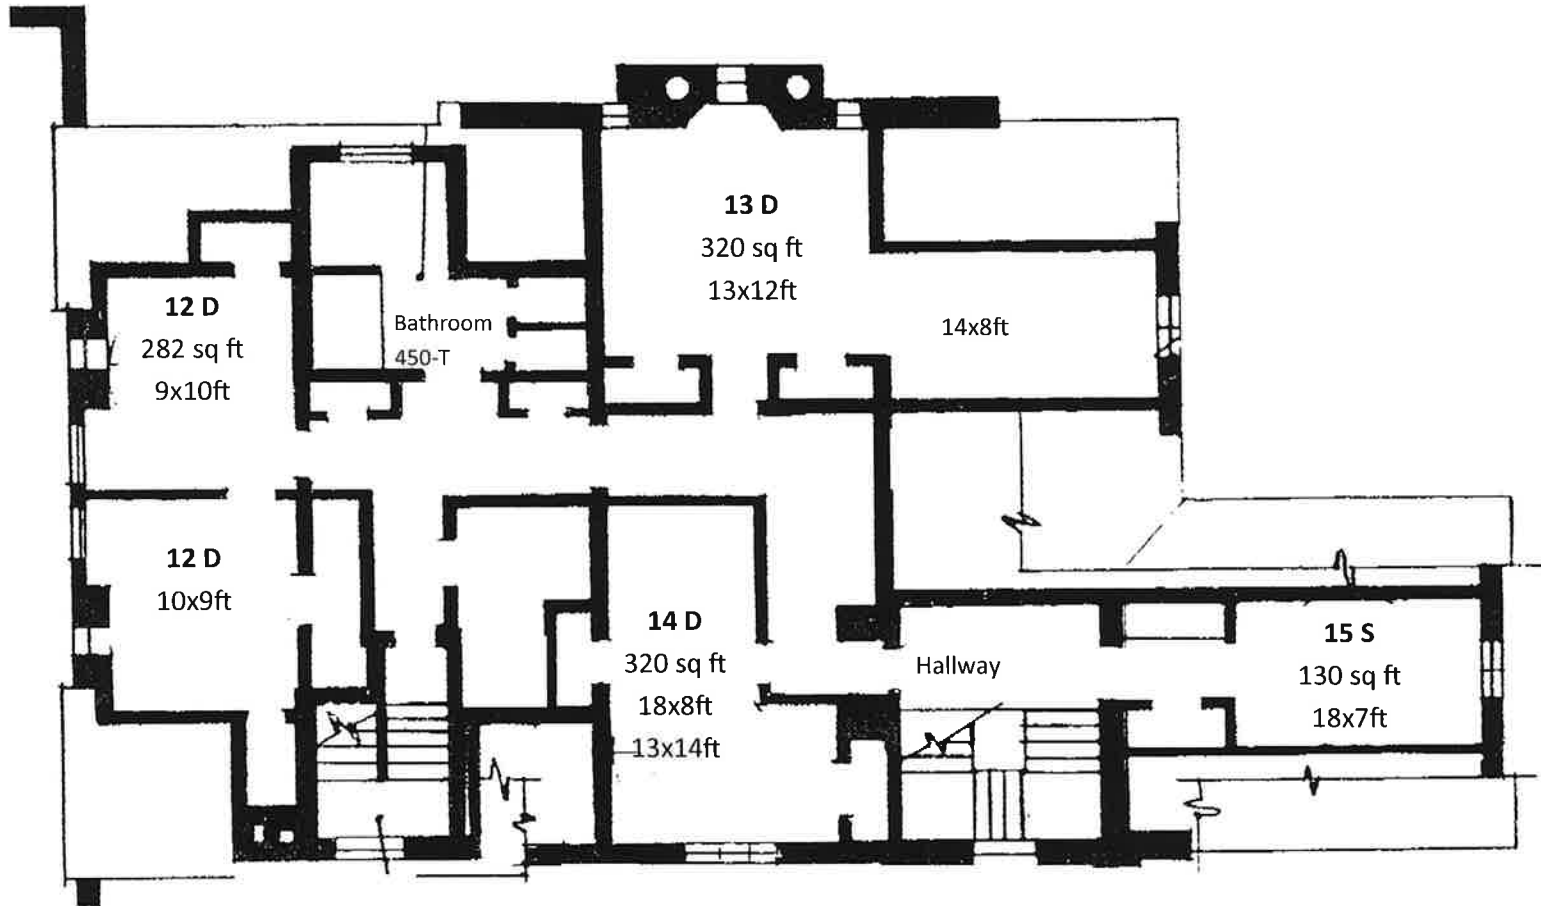 13 D
320 sq ft
13x12ft
14x8ft
12 D
282 sq ft
9x10ft
Bathroom
450-T
12 D
10x9ft
14 D
320 sq ft
18x8ft
13x14ft
Hallway
15 S
130 sq ft
18x7ft